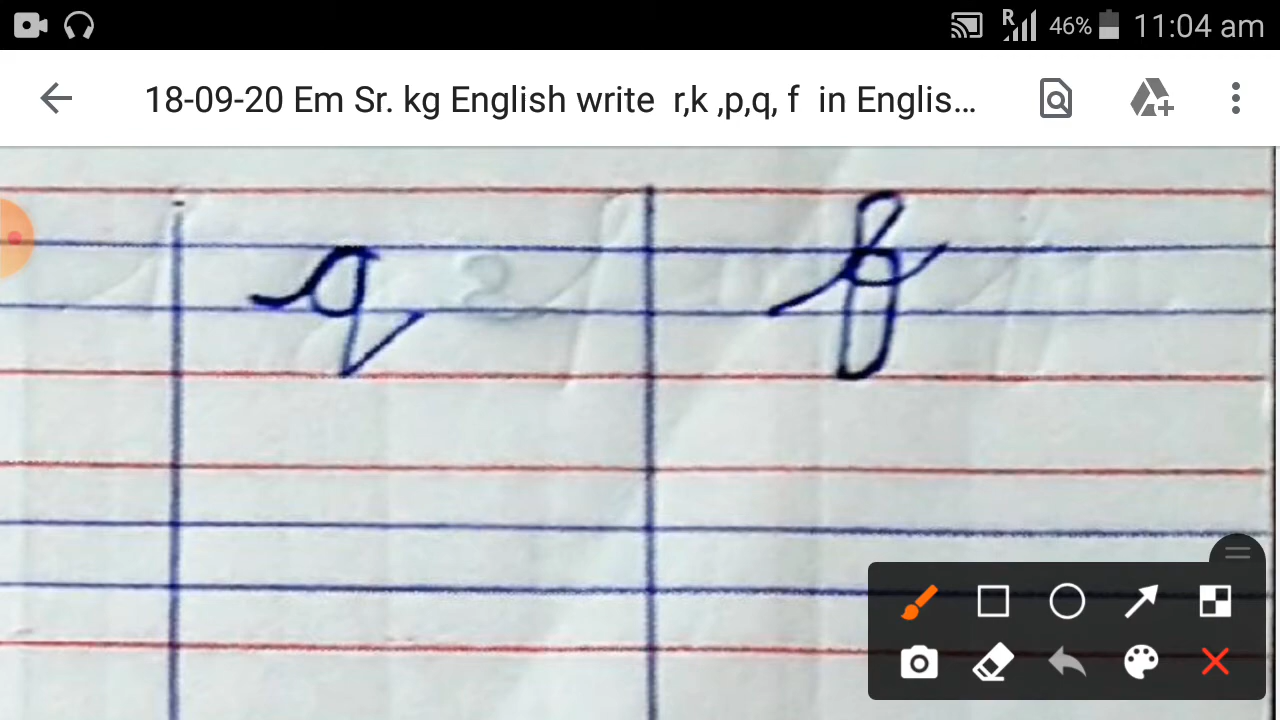 R 46% 11:04 am
18-09-20 Em Sr. kg English write r,k ,p,q, f in Englis...
q f